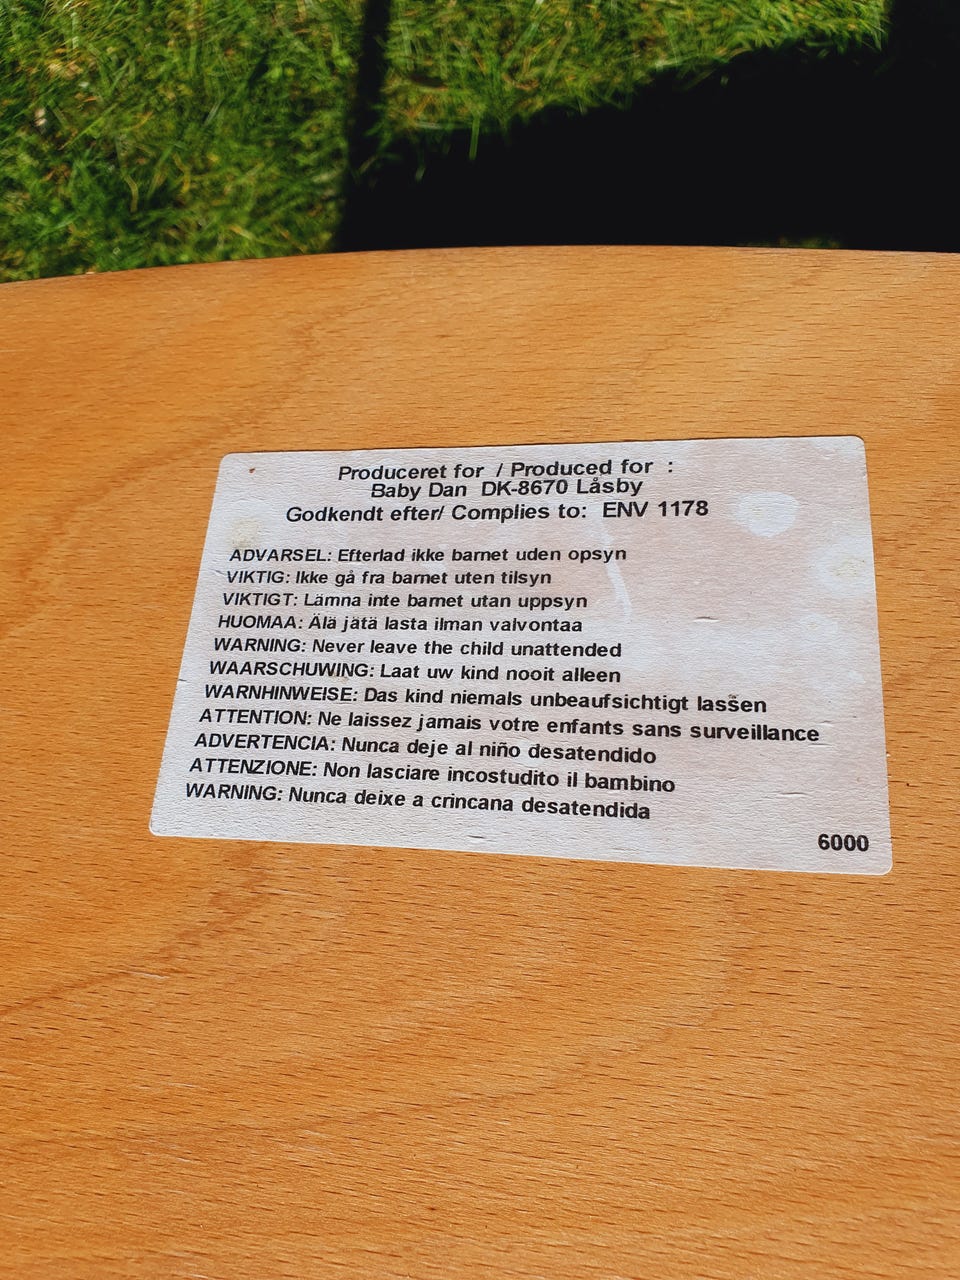 Produceret for / Produced for :
Baby Dan DK-8670 Låsby
Godkendt efter/ Complies to: ENV 1178
ADVARSEL: Efterlad ikke barnet uden opsyn
VIKTIG: Ikke gå fra barnet uten tilsyn
VIKTIGT: Lämna inte barnet utan uppsyn
HUOMAA: Älä jätä lasta ilman valvontaa
WARNING: Never leave the child unattended
WAARSCHUWING: Laat uw kind nooit alleen
WARNHINWEISE: Das kind niemals unbeaufsichtigt lassen
ATTENTION: Ne laissez jamais votre enfants sans surveillance
ADVERTENCIA: Nunca deje al niño desatendido
ATTENZIONE: Non lasciare incostudito il bambino
WARNING: Nunca deixe a crincana desatendida
6000